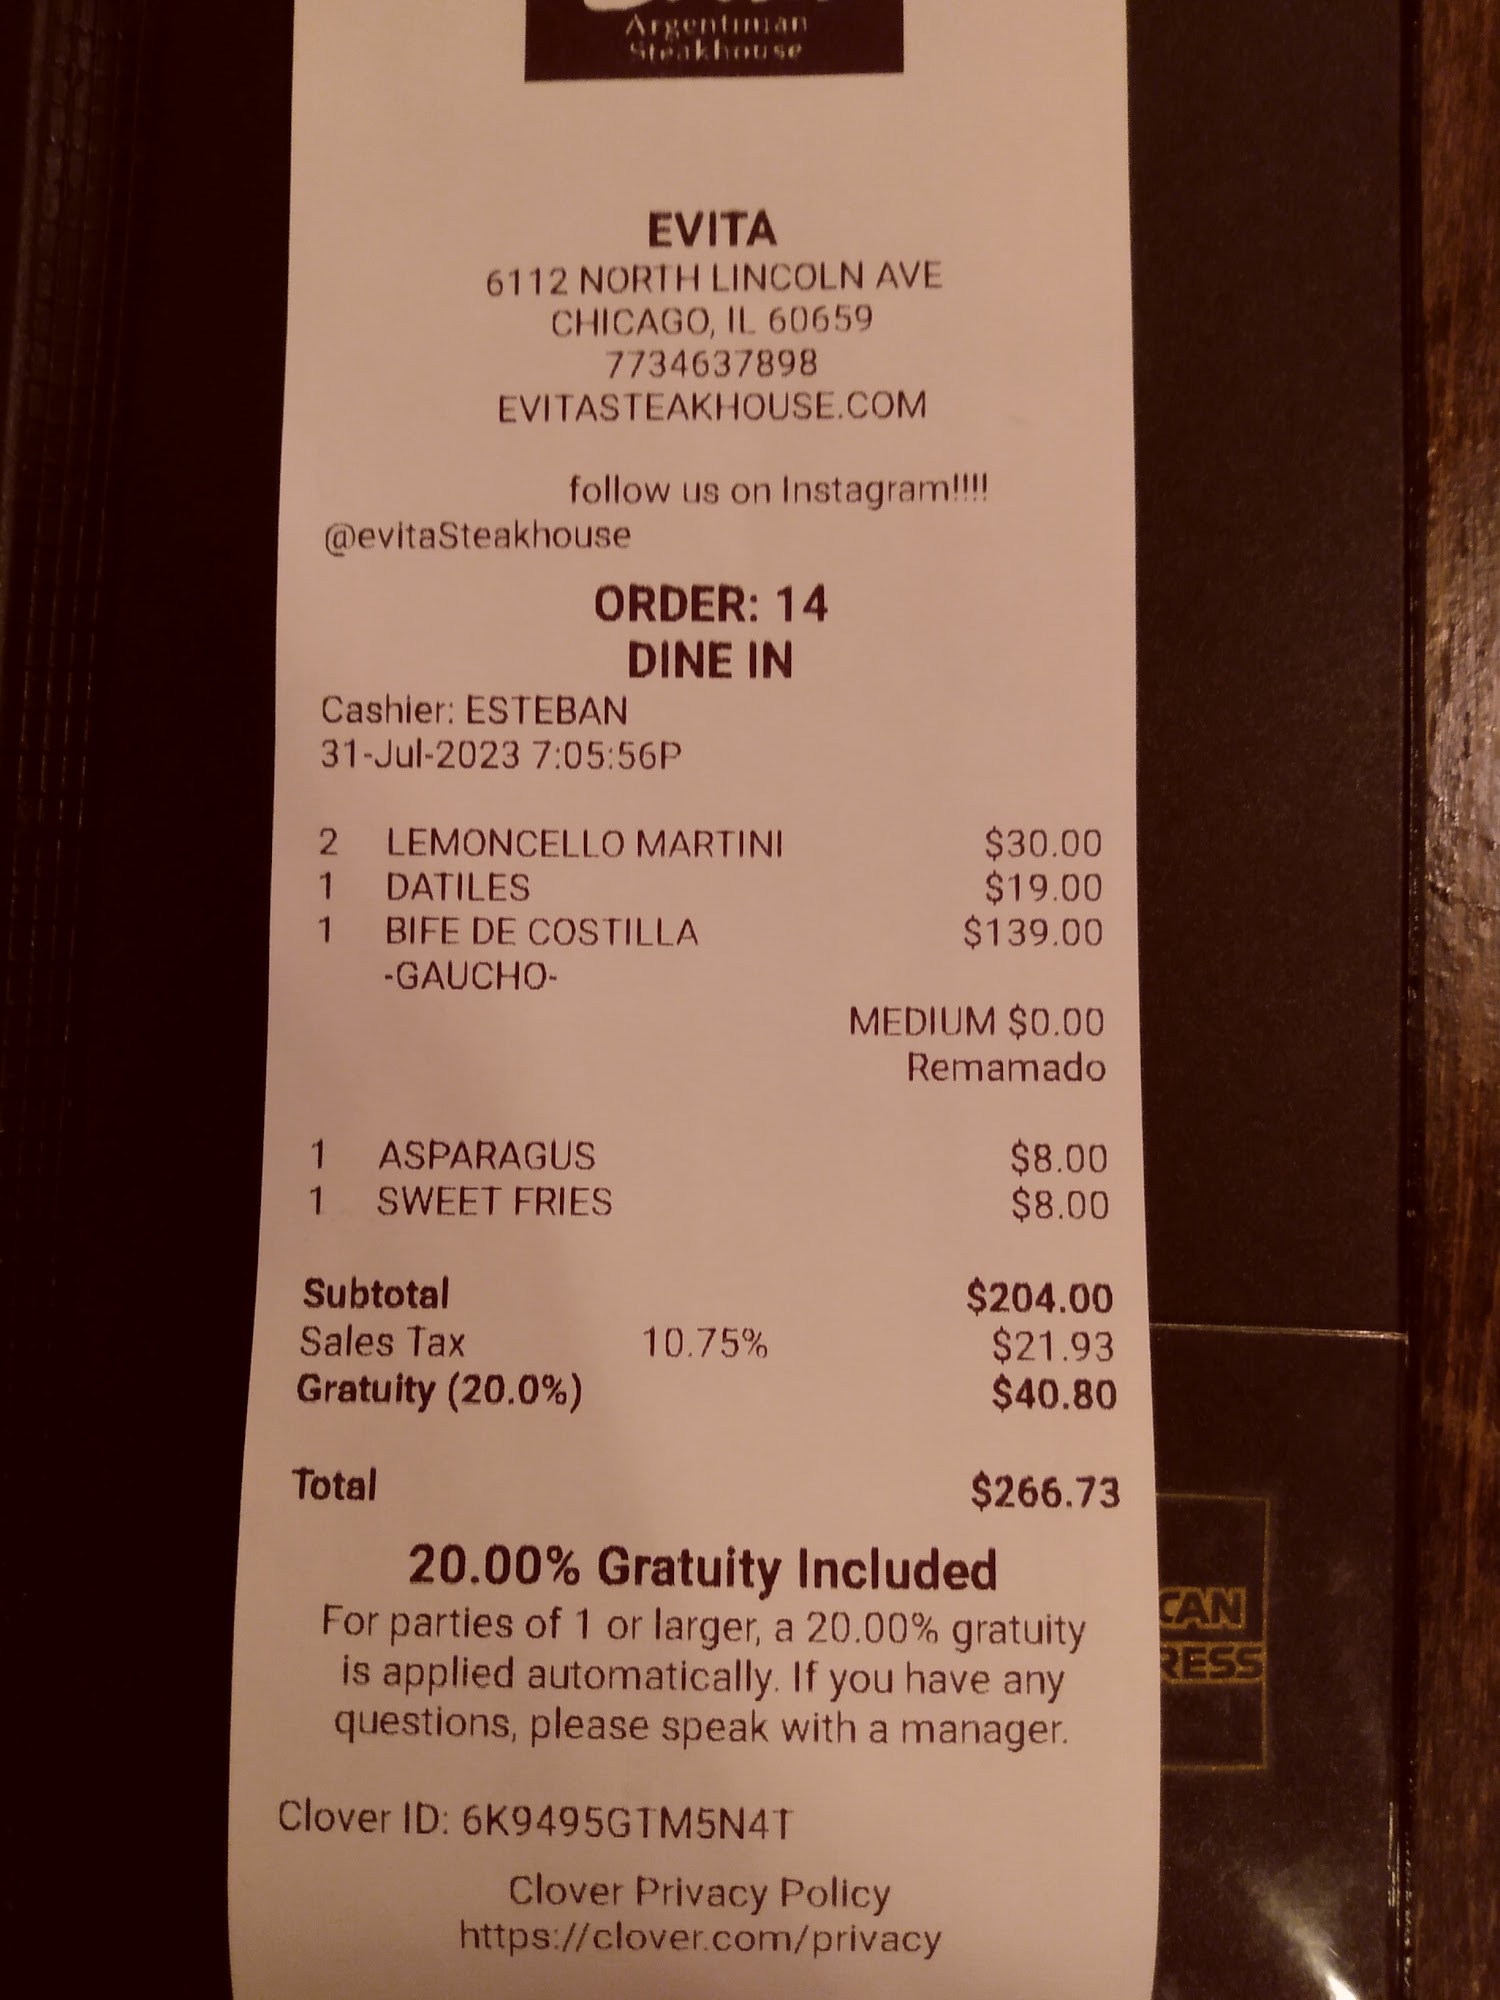 Argentinian
Steakhouse
EVITA
6112 NORTH LINCOLN AVE
CHICAGO, IL 60659
7734637898
EVITASTEAKHOUSE.COM
follow us on Instagram!!!!
@evitaSteakhouse
ORDER: 14
DINE IN
Cashier: ESTEBAN
31-Jul-2023 7:05:56P
2 LEMONCELLO MARTINI $30.00
1 DATILES $19.00
1 BIFE DE COSTILLA $139.00
-GAUCHO-
MEDIUM $0.00
Remamado
1 ASPARAGUS $8.00
1 SWEET FRIES $8.00
Subtotal $204.00
Sales Tax 10.75% $21.93
Gratuity (20.0%) $40.80
Total $266.73
20.00% Gratuity Included
For parties of 1 or larger, a 20.00% gratuity
is applied automatically. If you have any
questions, please speak with a manager.
Clover ID: 6K9495GTM5N4T
Clover Privacy Policy
https://clover.com/privacy
CAN
RESS